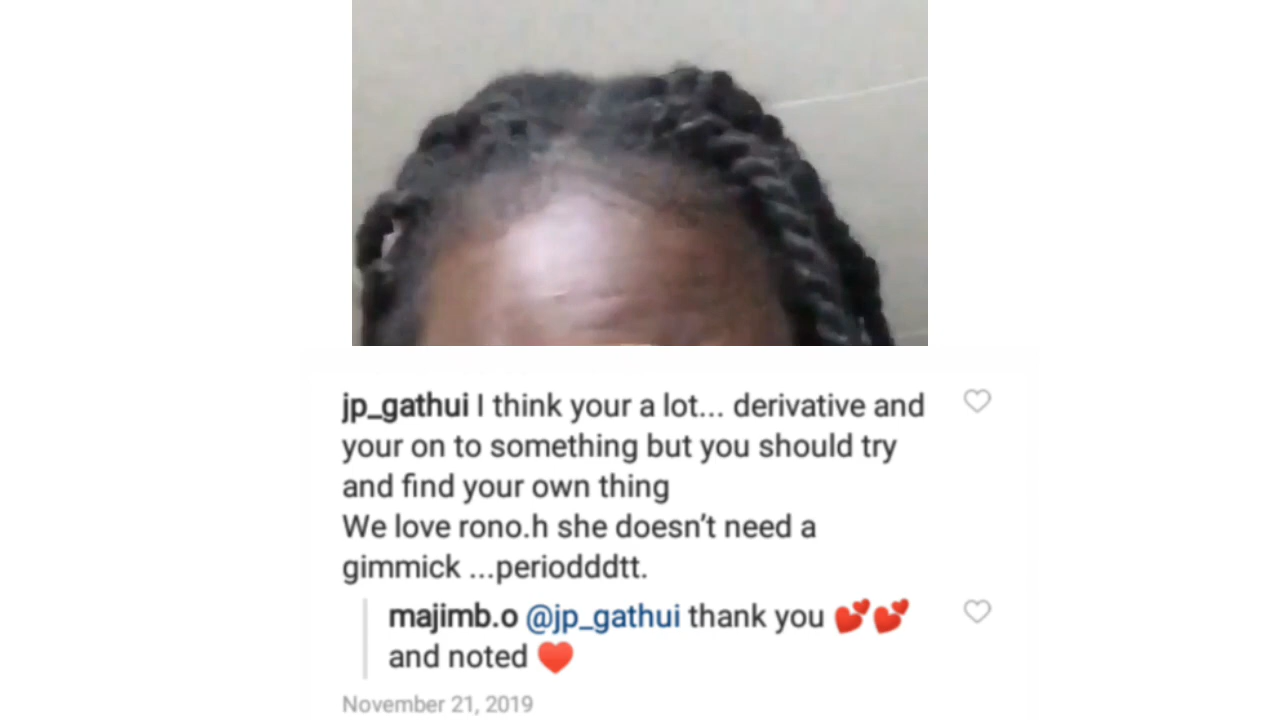 jp_gathui I think your a lot... derivative and
your on to something but you should try
and find your own thing
We love rono.h she doesn't need a
gimmick ...periodddtt.
majimb.o @jp_gathui thank you 💕💕
and noted ♥️
November 21, 2019